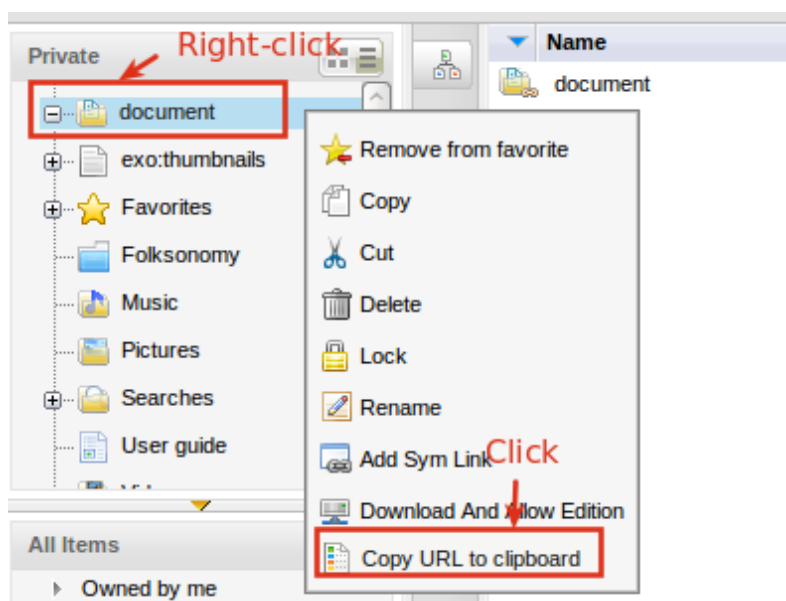 Private
Right-click
Name
document
document
exo:thumbnails
Favorites
Folksonomy
Music
Pictures
Searches
User guide
Remove from favorite
Copy
Cut
Delete
Lock
Rename
Add Sym Link
Click
Download And Allow Edition
Copy URL to clipboard
All Items
Owned by me